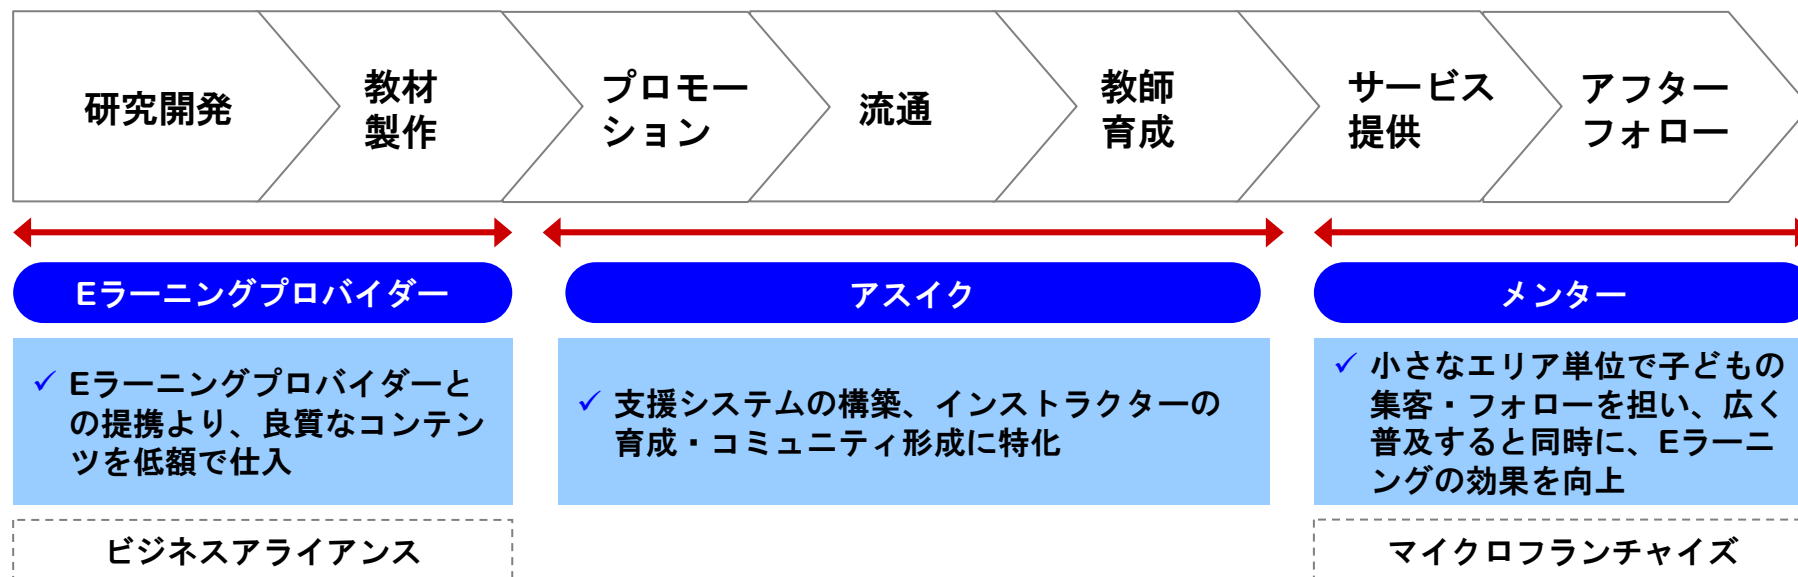 研究開発
教材
製作
プロモー
ション
流通
教師
育成
サービス
提供
アフター
フォロー
Eラーニングプロバイダー
アスイク
メンター
✓ Eラーニングプロバイダーと
の提携より、良質なコンテン
ツを低額で仕入
✓ 支援システムの構築、インストラクターの
育成・コミュニティ形成に特化
✓ 小さなエリア単位で子どもの
集客・フォローを担い、広く
普及すると同時に、Eラーニ
ングの効果を向上
ビジネスアライアンス
マイクロフランチャイズ